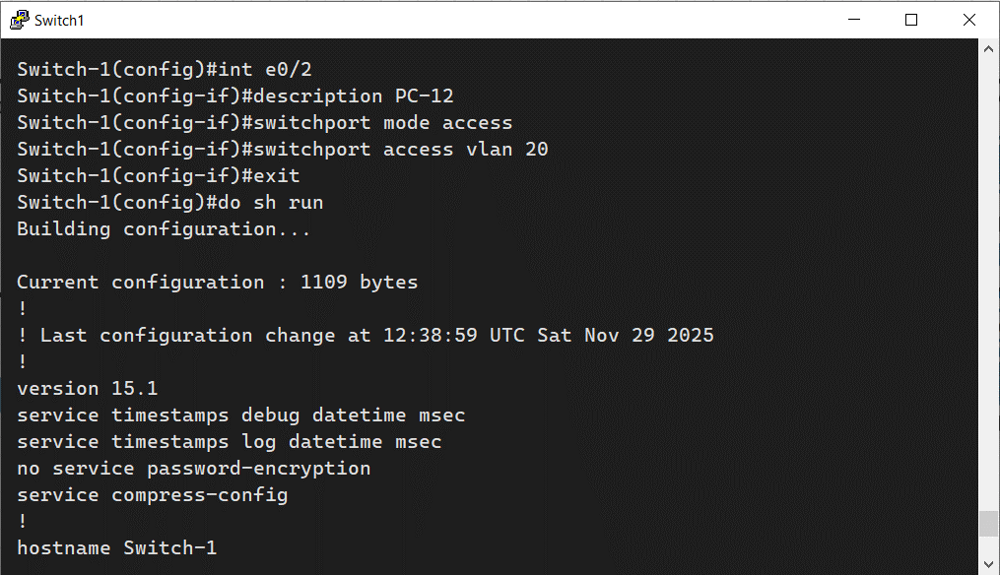 Switch1
Switch-1(config)#int e0/2
Switch-1(config-if)#description PC-12
Switch-1(config-if)#switchport mode access
Switch-1(config-if)#switchport access vlan 20
Switch-1(config-if)#exit
Switch-1(config)#do sh run
Building configuration...

Current configuration : 1109 bytes
!
! Last configuration change at 12:38:59 UTC Sat Nov 29 2025
!
version 15.1
service timestamps debug datetime msec
service timestamps log datetime msec
no service password-encryption
service compress-config
!
hostname Switch-1